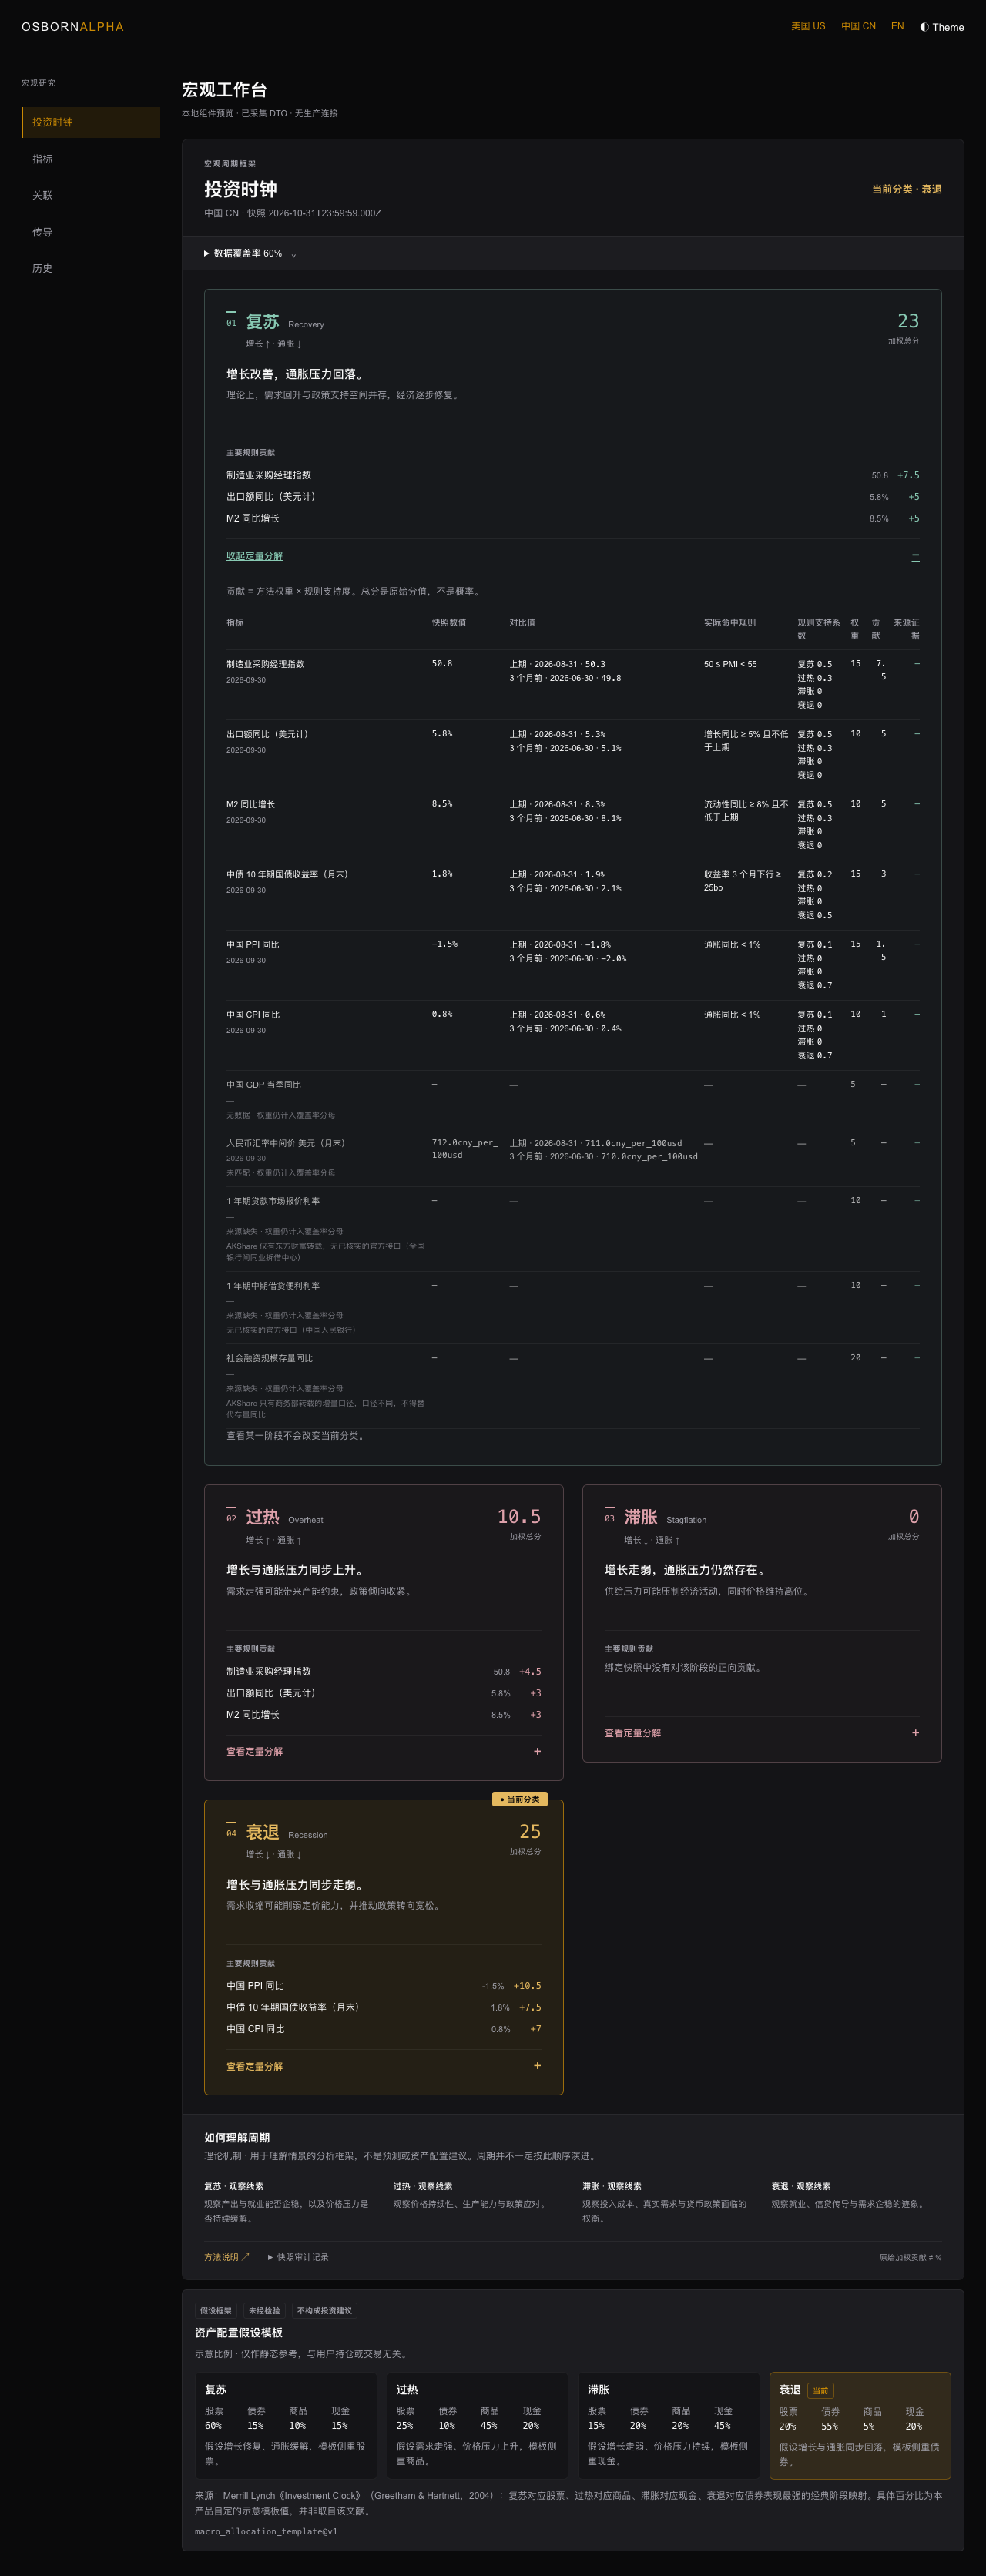 OSBORNALPHA
美国 US 中国 CN EN ◐ Theme
宏观研究
投资时钟
指标
关联
传导
历史
宏观工作台
本地组件预览 · 已采集 DTO · 无生产连接
宏观周期框架
投资时钟
中国 CN · 快照 2026-10-31T23:59:59.000Z
当前分类 · 衰退
▶ 数据覆盖率 60% ⌄
01 复苏 Recovery
23
增长 ↑ · 通胀 ↓
加权总分
增长改善，通胀压力回落。
理论上，需求回升与政策支持空间并存，经济逐步修复。
主要规则贡献
制造业采购经理指数 50.8 +7.5
出口额同比（美元计） 5.8% +5
M2 同比增长 8.5% +5
收起定量分解 −
贡献 = 方法权重 × 规则支持度。总分是原始分值，不是概率。
指标 快照数值 对比值 实际命中规则 规则支持系数 权重 贡献 来源证据
制造业采购经理指数 50.8 上期 · 2026-08-31 · 50.3 50 ≤ PMI < 55 复苏 0.5 15 7.5 —
2026-09-30 3 个月前 · 2026-06-30 · 49.8 过热 0.3
滞胀 0
衰退 0
出口额同比（美元计） 5.8% 上期 · 2026-08-31 · 5.3% 增长同比 ≥ 5% 且不低于上期 复苏 0.5 10 5 —
2026-09-30 3 个月前 · 2026-06-30 · 5.1% 过热 0.3
滞胀 0
衰退 0
M2 同比增长 8.5% 上期 · 2026-08-31 · 8.3% 流动性同比 ≥ 8% 且不低于上期 复苏 0.5 10 5 —
2026-09-30 3 个月前 · 2026-06-30 · 8.1% 过热 0.3
滞胀 0
衰退 0
中债 10 年期国债收益率（月末） 1.8% 上期 · 2026-08-31 · 1.9% 收益率 3 个月下行 ≥ 25bp 复苏 0.2 15 3 —
2026-09-30 3 个月前 · 2026-06-30 · 2.1% 过热 0
滞胀 0
衰退 0.5
中国 PPI 同比 −1.5% 上期 · 2026-08-31 · −1.8% 通胀同比 < 1% 复苏 0.1 15 1.5 —
2026-09-30 3 个月前 · 2026-06-30 · −2.0% 过热 0
滞胀 0
衰退 0.7
中国 CPI 同比 0.8% 上期 · 2026-08-31 · 0.6% 通胀同比 < 1% 复苏 0.1 10 1 —
2026-09-30 3 个月前 · 2026-06-30 · 0.4% 过热 0
滞胀 0
衰退 0.7
中国 GDP 当季同比 — — — — 5 — —
—
无数据 · 权重仍计入覆盖率分母
人民币汇率中间价 美元（月末） 712.0cny_per_100usd 上期 · 2026-08-31 · 711.0cny_per_100usd — — 5 — —
2026-09-30 3 个月前 · 2026-06-30 · 710.0cny_per_100usd
未匹配 · 权重仍计入覆盖率分母
1 年期贷款市场报价利率 — — — — 10 — —
—
来源缺失 · 权重仍计入覆盖率分母
AKShare 仅有东方财富转载，无已核实的官方接口（全国
银行间同业拆借中心）
1 年期中期借贷便利利率 — — — — 10 — —
—
来源缺失 · 权重仍计入覆盖率分母
无已核实的官方接口（中国人民银行）
社会融资规模存量同比 — — — — 20 — —
—
来源缺失 · 权重仍计入覆盖率分母
AKShare 只有商务部转载的增量口径，口径不同，不得替
代存量同比
查看某一阶段不会改变当前分类。
02 过热 Overheat
10.5
增长 ↑ · 通胀 ↑
加权总分
增长与通胀压力同步上升。
需求走强可能带来产能约束，政策倾向收紧。
主要规则贡献
制造业采购经理指数 50.8 +4.5
出口额同比（美元计） 5.8% +3
M2 同比增长 8.5% +3
查看定量分解 +
03 滞胀 Stagflation
0
增长 ↓ · 通胀 ↑
加权总分
增长走弱，通胀压力仍然存在。
供给压力可能压制经济活动，同时价格维持高位。
主要规则贡献
绑定快照中没有对该阶段的正向贡献。
查看定量分解 +
● 当前分类
04 衰退 Recession
25
增长 ↓ · 通胀 ↓
加权总分
增长与通胀压力同步走弱。
需求收缩可能削弱定价能力，并推动政策转向宽松。
主要规则贡献
中国 PPI 同比 -1.5% +10.5
中债 10 年期国债收益率（月末） 1.8% +7.5
中国 CPI 同比 0.8% +7
查看定量分解 +
如何理解周期
理论机制 · 用于理解情景的分析框架，不是预测或资产配置建议。周期并不一定按此顺序演进。
复苏 · 观察线索
观察产出与就业能否企稳，以及价格压力是
否持续缓解。
过热 · 观察线索
观察价格持续性、生产能力与政策应对。
滞胀 · 观察线索
观察投入成本、真实需求与货币政策面临的
权衡。
衰退 · 观察线索
观察就业、信贷传导与需求企稳的迹象。
方法说明 ↗ ▶ 快照审计记录 原始加权贡献 ≠ %
假设框架 未经检验 不构成投资建议
资产配置假设模板
示意比例 · 仅作静态参考，与用户持仓或交易无关。
复苏
股票 债券 商品 现金
60% 15% 10% 15%
假设增长修复、通胀缓解，模板侧重股
票。
过热
股票 债券 商品 现金
25% 10% 45% 20%
假设需求走强、价格压力上升，模板侧
重商品。
滞胀
股票 债券 商品 现金
15% 20% 20% 45%
假设增长走弱、价格压力持续，模板侧
重现金。
衰退 当前
股票 债券 商品 现金
20% 55% 5% 20%
假设增长与通胀同步回落，模板侧重债
券。
来源：Merrill Lynch《Investment Clock》（Greetham & Hartnett，2004）：复苏对应股票、过热对应商品、滞胀对应现金、衰退对应债券表现最强的经典阶段映射。具体百分比为本
产品自定的示意模板值，并非取自该文献。
macro_allocation_template@v1